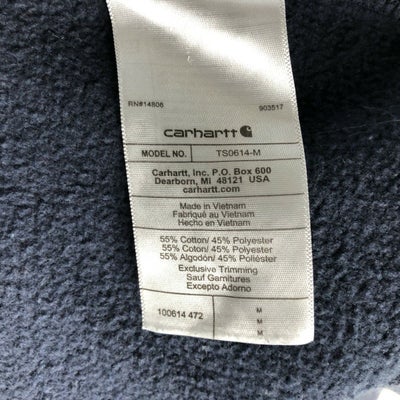 RN#14806 903517
carhartt
MODEL NO. TS0614-M
Carhartt, Inc. P.O. Box 600
Dearborn, MI 48121 USA
carhartt.com
Made in Vietnam
Fabriqué au Vietnam
Hecho en Vietnam
55% Cotton/ 45% Polyester
55% Coton/ 45% Polyester
55% Algodón/ 45% Poliéster
Exclusive Trimming
Sauf Garnitures
Excepto Adorno
100614 472 M
M
M